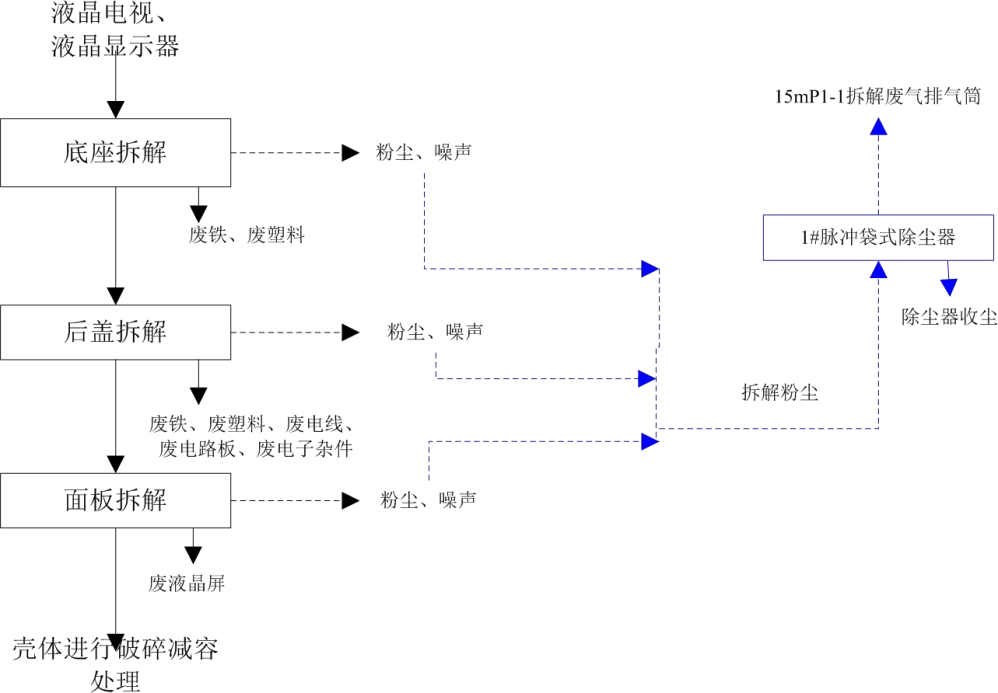 液晶电视、
液晶显示器
15mP1-1拆解废气排气筒
底座拆解
粉尘、噪声
废铁、废塑料
1#脉冲袋式除尘器
除尘器收尘
后盖拆解
粉尘、噪声
拆解粉尘
废铁、废塑料、废电线、
废电路板、废电子杂件
面板拆解
粉尘、噪声
废液晶屏
壳体进行破碎减容
处理